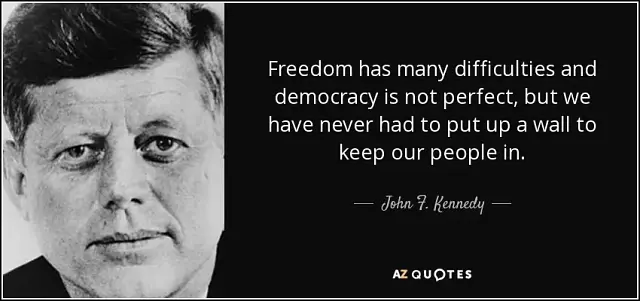 Freedom has many difficulties and
democracy is not perfect, but we
have never had to put up a wall to
keep our people in.
John F. Kennedy
AZ QUOTES